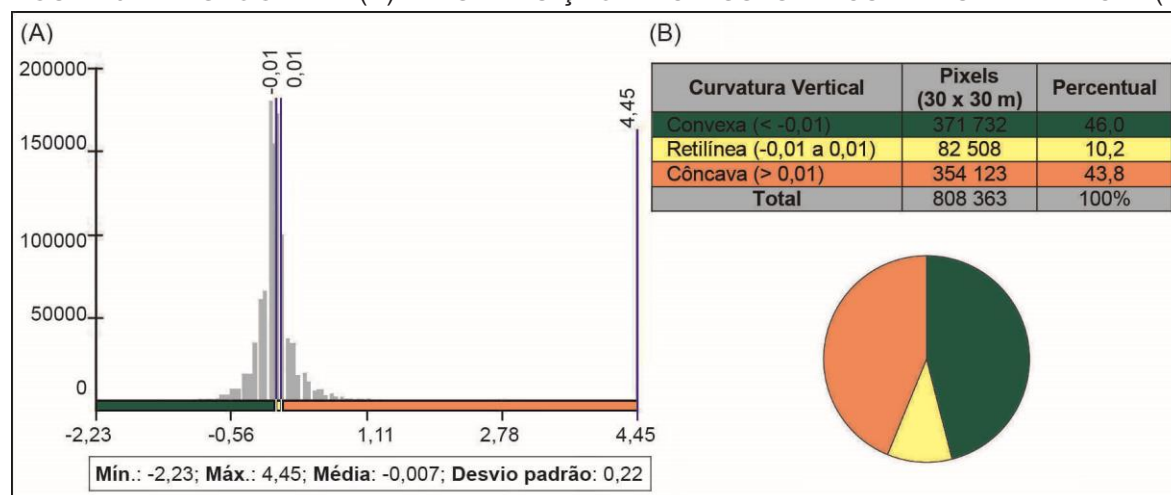 (A)
-0,01
0,01
4,45
200000
150000
100000
50000
0
-2,23
-0,56
1,11
2,78
4,45
Mín.: -2,23; Máx.: 4,45; Média: -0,007; Desvio padrão: 0,22
(B)
Curvatura Vertical Pixels (30 x 30 m) Percentual
Convexa (< -0,01) 371 732 46,0
Retilínea (-0,01 a 0,01) 82 508 10,2
Côncava (> 0,01) 354 123 43,8
Total 808 363 100%